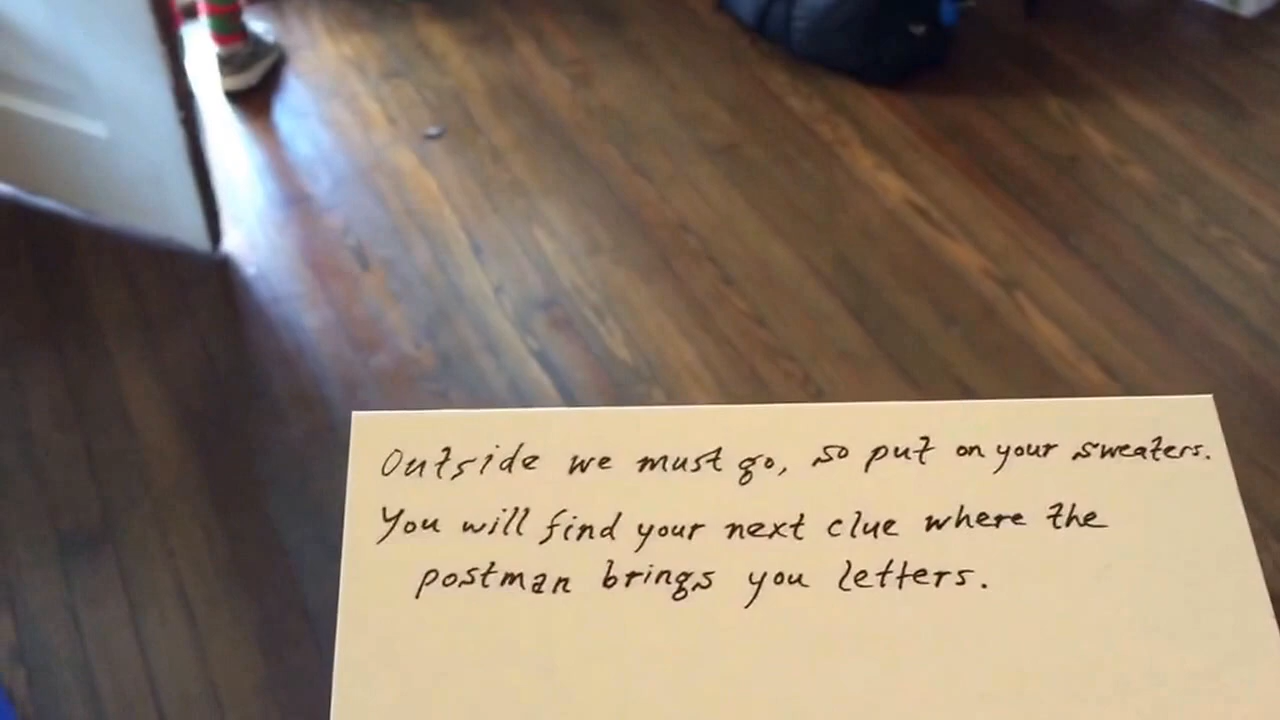 Outside we must go, so put on your sweaters.
You will find your next clue where the
postman brings you letters.